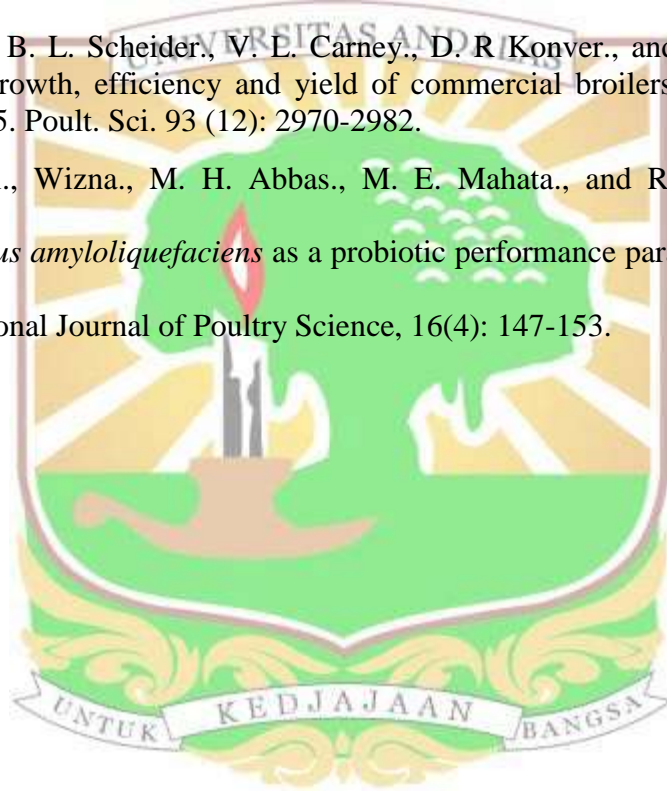 UNIVERSITAS ANDALAS
B. L. Scheider., V. E. Carney., D. R Konver., and
rowth, efficiency and yield of commercial broilers
5. Poult. Sci. 93 (12): 2970-2982.
., Wizna., M. H. Abbas., M. E. Mahata., and R
us amyloliquefaciens as a probiotic performance par
onal Journal of Poultry Science, 16(4): 147-153.
UNTUK KEDJAJAAN BANGSA